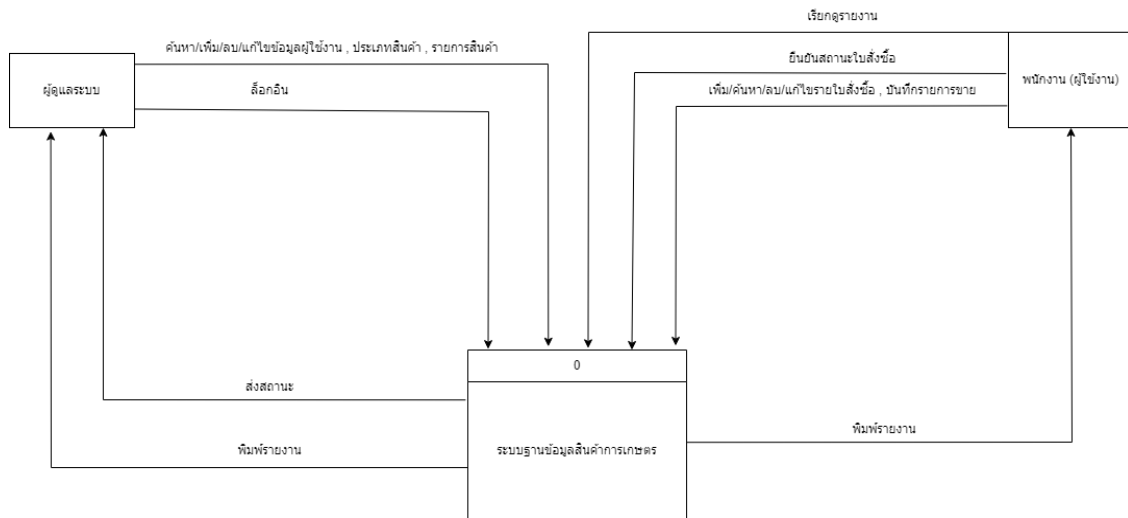 เรียกดูรายงาน
ค้นหา/เพิ่ม/ลบ/แก้ไขข้อมูลผู้ใช้งาน , ประเภทสินค้า , รายการสินค้า
ยืนยันสถานะใบสั่งซื้อ
ผู้ดูแลระบบ
ล็อกอิน
เพิ่ม/ค้นหา/ลบ/แก้ไขรายใบสั่งซื้อ , บันทึกรายการขาย
พนักงาน (ผู้ใช้งาน)
0
ส่งสถานะ
พิมพ์รายงาน
ระบบฐานข้อมูลสินค้าการเกษตร
พิมพ์รายงาน